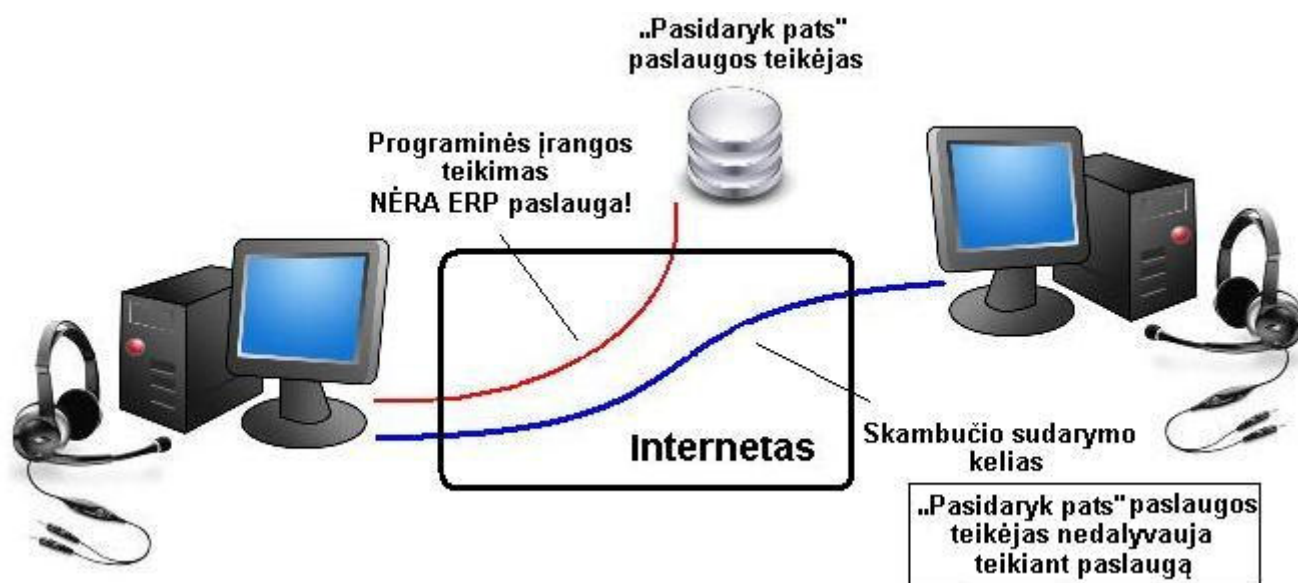 „Pasidaryk pats"
paslaugos teikėjas
Programinės įrangos
teikimas
NĖRA ERP paslauga!
Internetas
Skambučio sudarymo
kelias
„Pasidaryk pats" paslaugos
teikėjas nedalyvauja
teikiant paslaugą